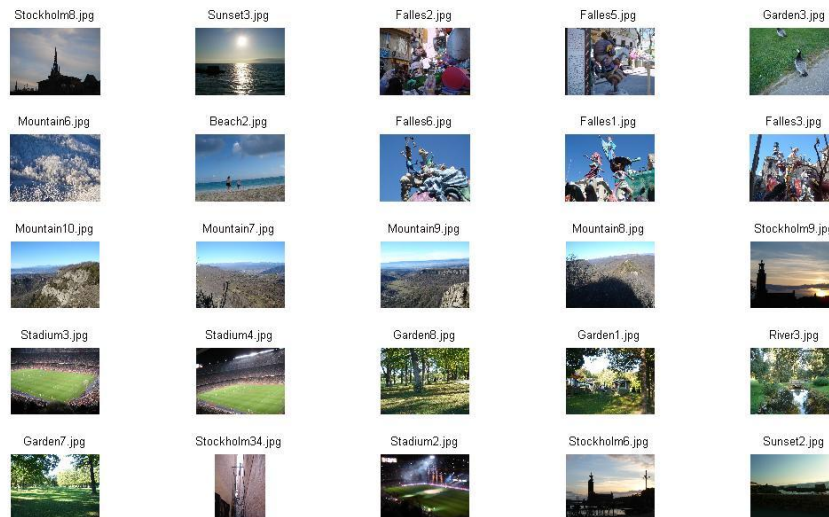 Stockholm8.jpg
Sunset3.jpg
Falles2.jpg
Falles5.jpg
Garden3.jpg
Mountain6.jpg
Beach2.jpg
Falles6.jpg
Falles1.jpg
Falles3.jpg
Mountain10.jpg
Mountain7.jpg
Mountain9.jpg
Mountain8.jpg
Stockholm9.jpg
Stadium3.jpg
Stadium4.jpg
Garden8.jpg
Garden1.jpg
River3.jpg
Garden7.jpg
Stockholm34.jpg
Stadium2.jpg
Stockholm6.jpg
Sunset2.jpg